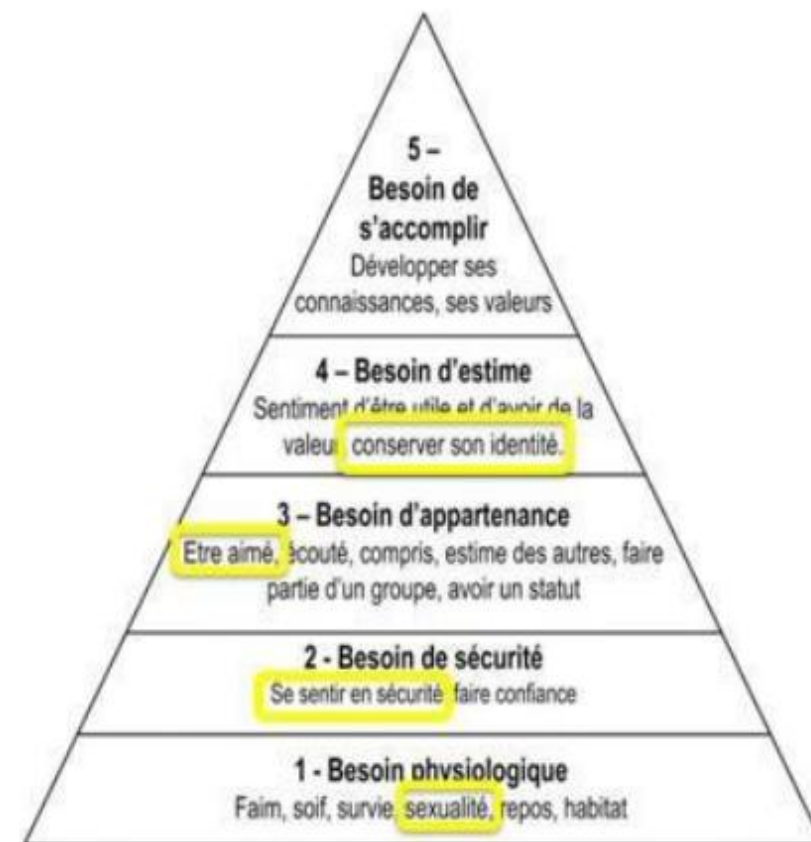 5 –
Besoin de
s'accomplir
Développer ses
connaissances, ses valeurs
4 – Besoin d'estime
Sentiment d'être utile et d'avoir de la
valeur conserver son identité.
3 – Besoin d'appartenance
Etre aimé, écouté, compris, estime des autres, faire
partie d'un groupe, avoir un statut
2 - Besoin de sécurité
Se sentir en sécurité faire confiance
1 - Besoin physiologique
Faim, soif, survie, sexualité, repos, habitat